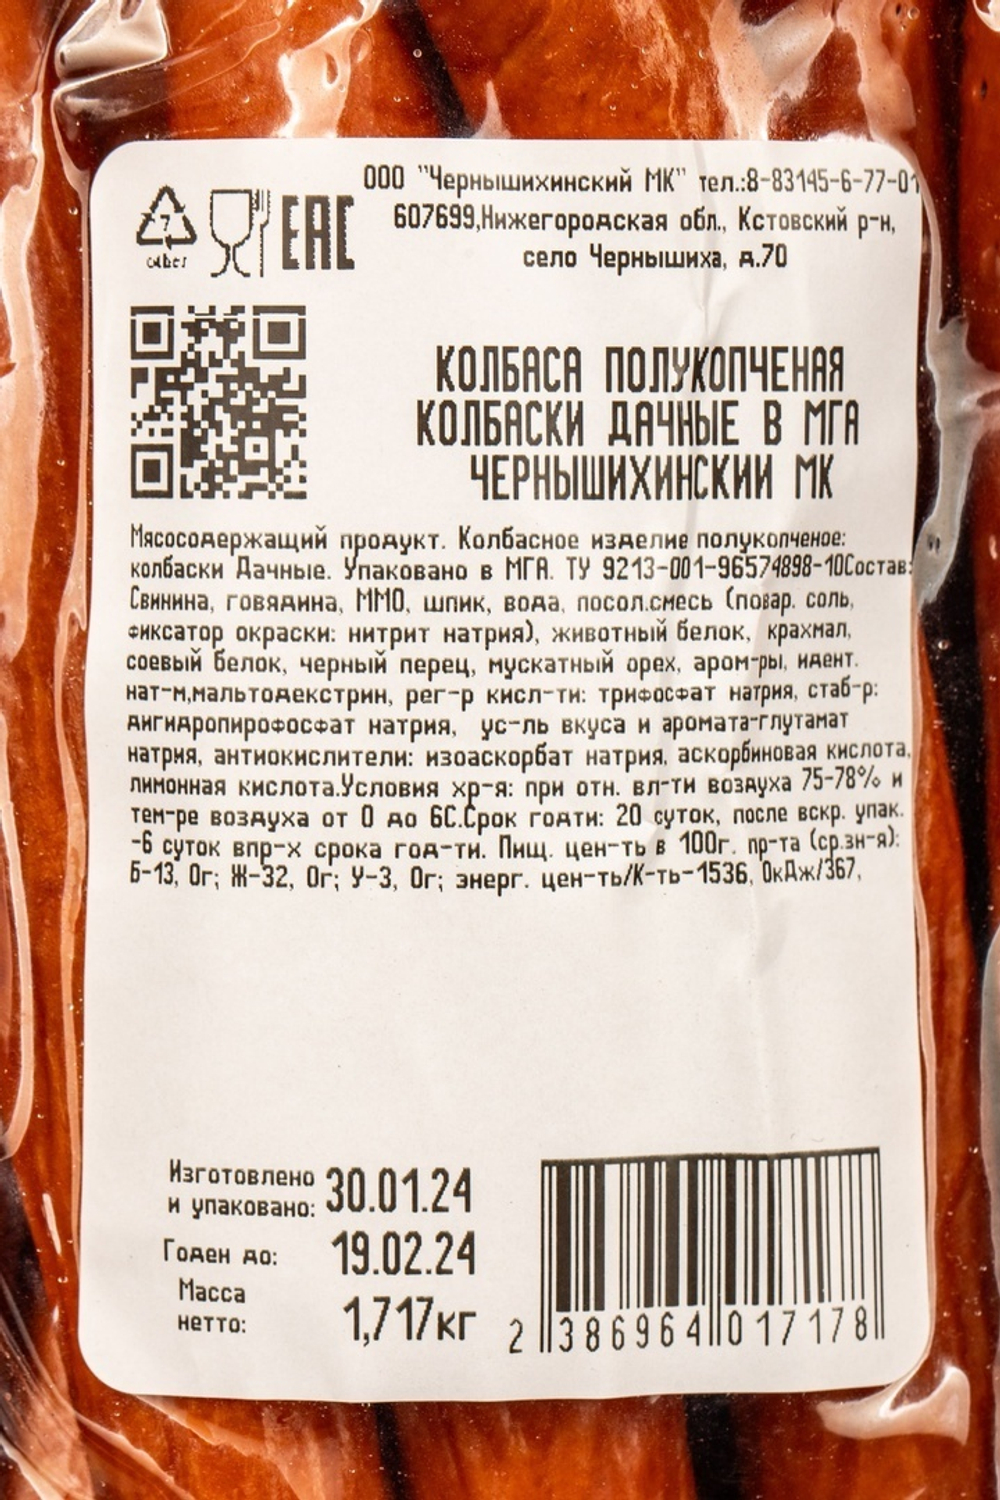 ООО "Чернышихинский МК" тел.:8-83145-6-77-01
607699,Нижегородская обл., Кстовский р-н,
село Чернышиха, д.70
7
other
EAC
КОЛБАСА ПОЛУКОПЧЕНАЯ
КОЛБАСКИ ДАЧНЫЕ В МГА
ЧЕРНЫШИХИНСКИИ МК
Мясосодержащий продукт. Колбасное изделие полукопченое:
колбаски Дачные. Упаковано в МГА. ТУ 9213-001-96574898-10Состав:
Свинина, говядина, ММО, шпик, вода, посол.смесь (повар. соль,
фиксатор окраски: нитрит натрия), животный белок, крахмал,
соевый белок, черный перец, мускатный орех, аром-ры, идент.
нат-м,мальтодекстрин, рег-р кисл-ти: трифосфат натрия, стаб-р:
дигидропирофосфат натрия, ус-ль вкуса и аромата-глутамат
натрия, антиокислители: изоаскорбат натрия, аскорбиновая кислота,
лимонная кислота.Условия хр-я: при отн. вл-ти воздуха 75-78% и
тем-ре воздуха от 0 до 6С.Срок годти: 20 суток, после вскр. упак.
-6 суток впр-х срока год-ти. Пищ. цен-ть в 100г. пр-та (ср.зн-я):
Б-13, 0г; Ж-32, 0г; У-3, 0г; энерг. цен-ть/К-ть-1536, 0кДж/367,
Изготовлено
и упаковано: 30.01.24
Годен до: 19.02.24
Масса
нетто: 1,717кг
2 386964 017178